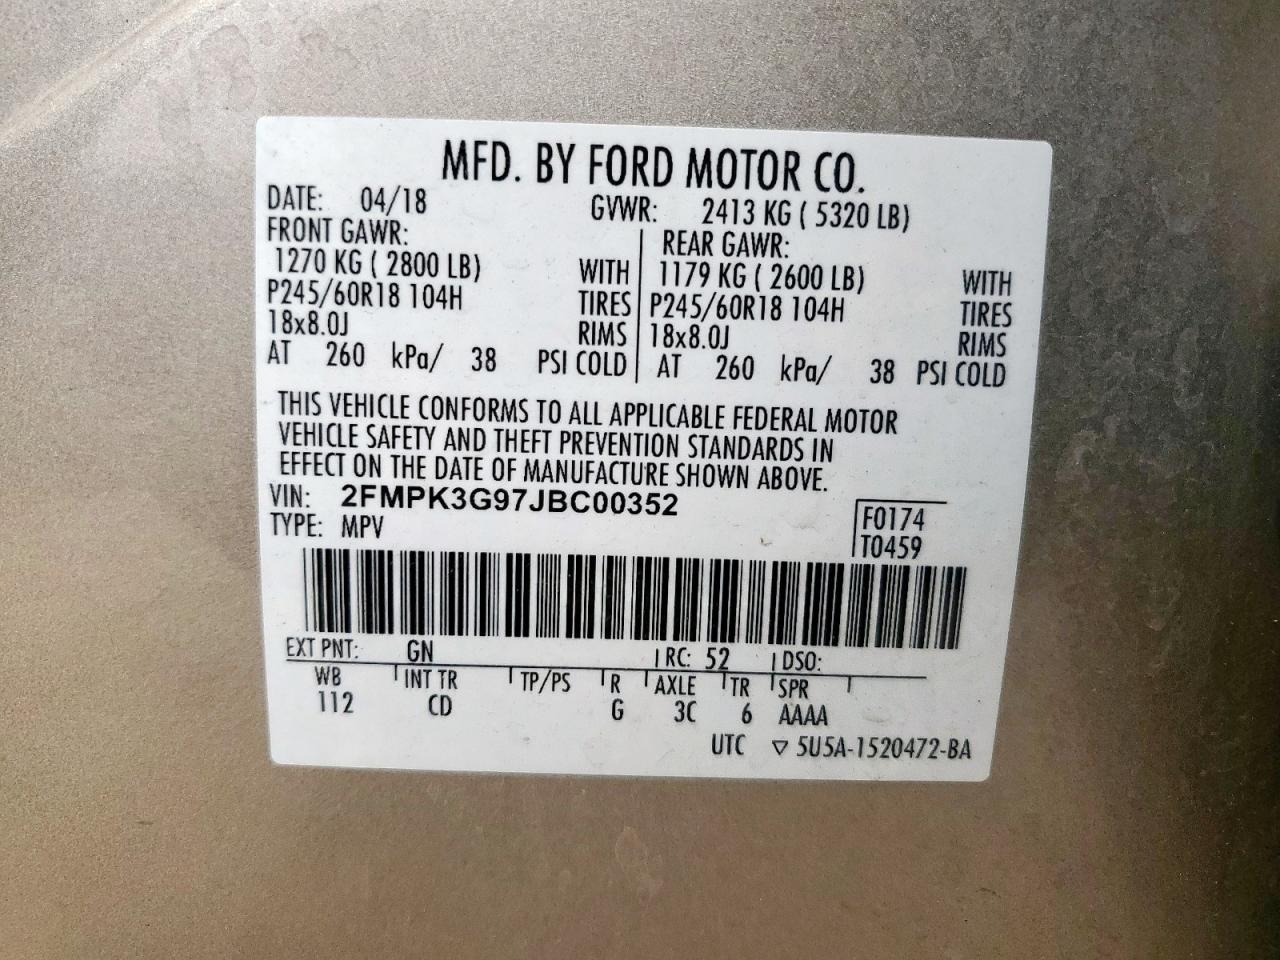 MFD. BY FORD MOTOR CO.
DATE: 04/18 GVWR: 2413 KG ( 5320 LB)
FRONT GAWR: REAR GAWR:
1270 KG ( 2800 LB) WITH 1179 KG ( 2600 LB) WITH
P245/60R18 104H TIRES P245/60R18 104H TIRES
18x8.0J RIMS 18x8.0J RIMS
AT 260 kPa/ 38 PSI COLD AT 260 kPa/ 38 PSI COLD
THIS VEHICLE CONFORMS TO ALL APPLICABLE FEDERAL MOTOR
VEHICLE SAFETY AND THEFT PREVENTION STANDARDS IN
EFFECT ON THE DATE OF MANUFACTURE SHOWN ABOVE.
VIN: 2FMPK3G97JBC00352
TYPE: MPV
F0174
T0459
EXT PNT: GN RC: 52 DSO:
WB INT TR TP/PS R AXLE TR SPR
112 CD G 3C 6 AAAA
UTC ▽ 5U5A-1520472-BA